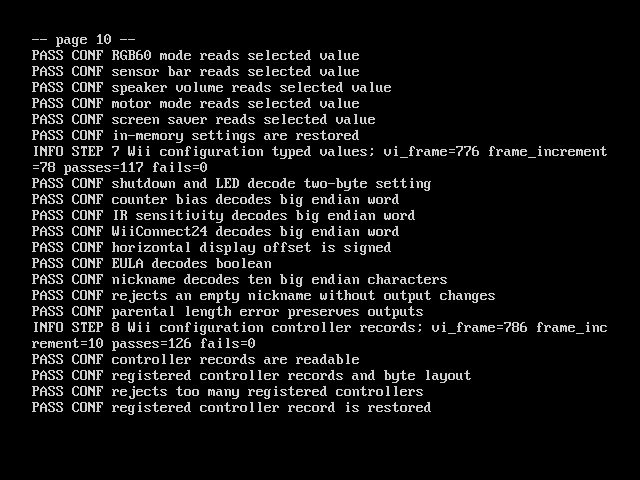 -- page 10 --
PASS CONF RGB60 mode reads selected value
PASS CONF sensor bar reads selected value
PASS CONF speaker volume reads selected value
PASS CONF motor mode reads selected value
PASS CONF screen saver reads selected value
PASS CONF in-memory settings are restored
INFO STEP 7 Wii configuration typed values; vi_frame=776 frame_increment
=78 passes=117 fails=0
PASS CONF shutdown and LED decode two-byte setting
PASS CONF counter bias decodes big endian word
PASS CONF IR sensitivity decodes big endian word
PASS CONF WiiConnect24 decodes big endian word
PASS CONF horizontal display offset is signed
PASS CONF EULA decodes boolean
PASS CONF nickname decodes ten big endian characters
PASS CONF rejects an empty nickname without output changes
PASS CONF parental length error preserves outputs
INFO STEP 8 Wii configuration controller records; vi_frame=786 frame_inc
rement=10 passes=126 fails=0
PASS CONF controller records are readable
PASS CONF registered controller records and byte layout
PASS CONF rejects too many registered controllers
PASS CONF registered controller record is restored